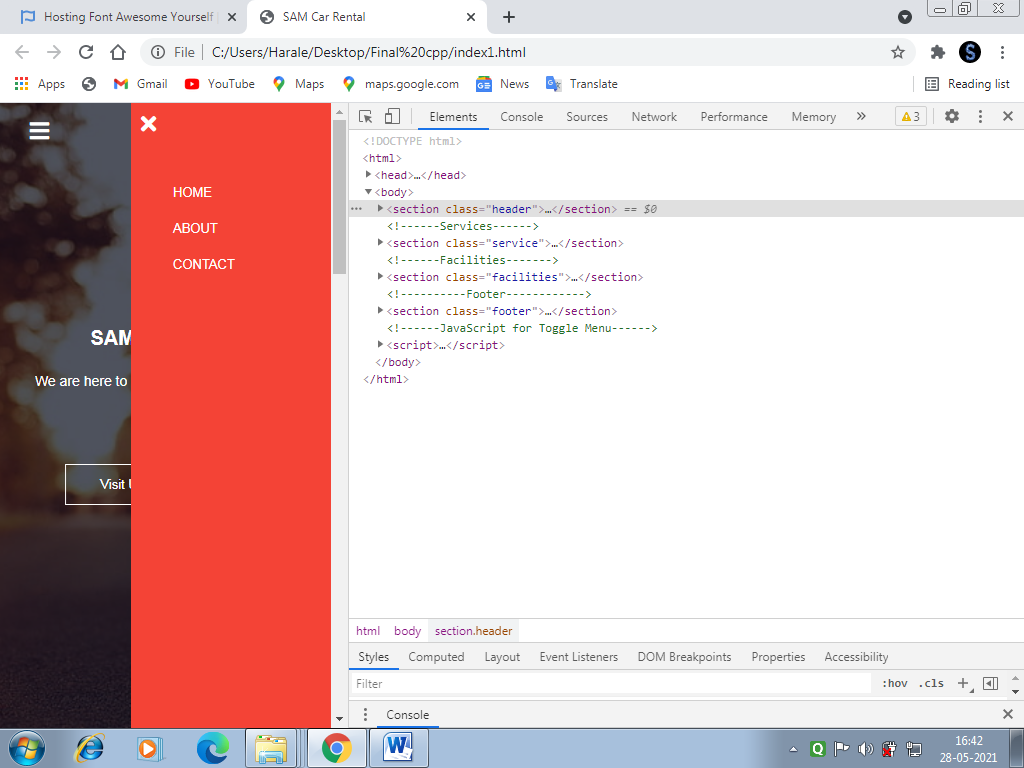 Hosting Font Awesome Yourself
SAM Car Rental
File
C:/Users/Harale/Desktop/Final%20cpp/index1.html
S
Apps
Gmail
YouTube
Maps
maps.google.com
News
Translate
Reading list
HOME
ABOUT
CONTACT
SAM
We are here to
Visit U
Elements Console Sources Network Performance Memory » 3
<!DOCTYPE html>
<html>
<head>…</head>
<body>
<section class="header">…</section> == $0
<!------Services------>
<section class="service">…</section>
<!------Facilities------->
<section class="facilities">…</section>
<!----------Footer------------>
<section class="footer">…</section>
<!------JavaScript for Toggle Menu------>
<script>…</script>
</body>
</html>
html body section.header
Styles Computed Layout Event Listeners DOM Breakpoints Properties Accessibility
Filter :hov .cls +
Console
16:42
28-05-2021